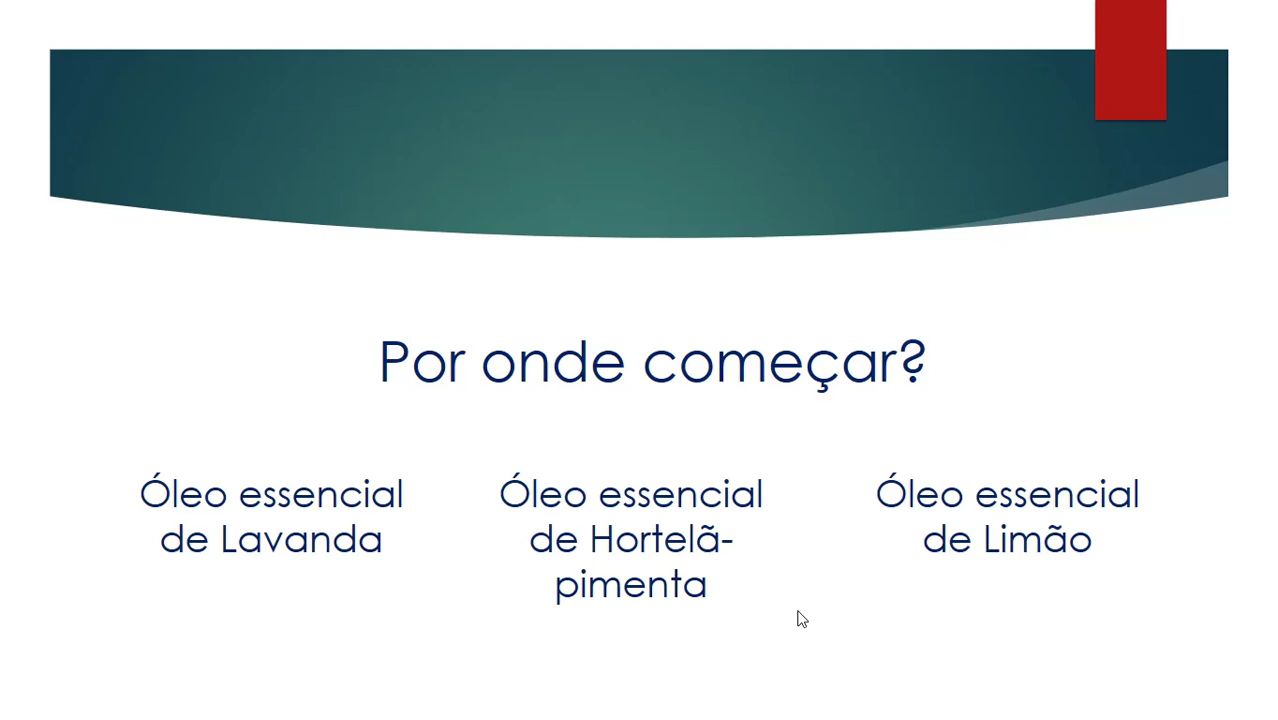 Por onde começar?
Óleo essencial
de Lavanda
Óleo essencial
de Hortelã-
pimenta
Óleo essencial
de Limão